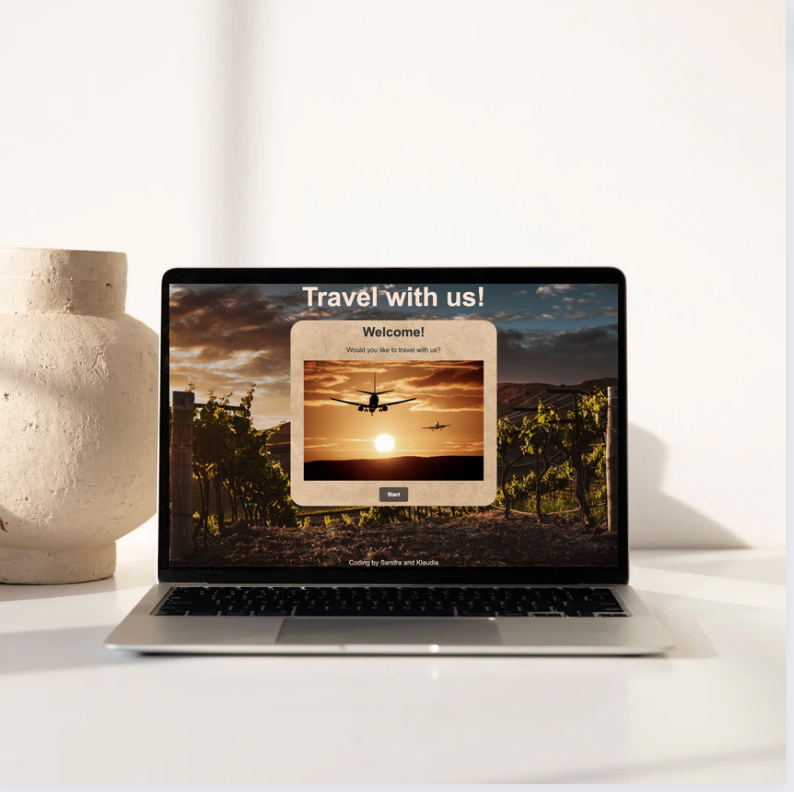 Travel with us!
Welcome!
Would you like to travel with us?
Start
Coding by Sandra and Klaudia